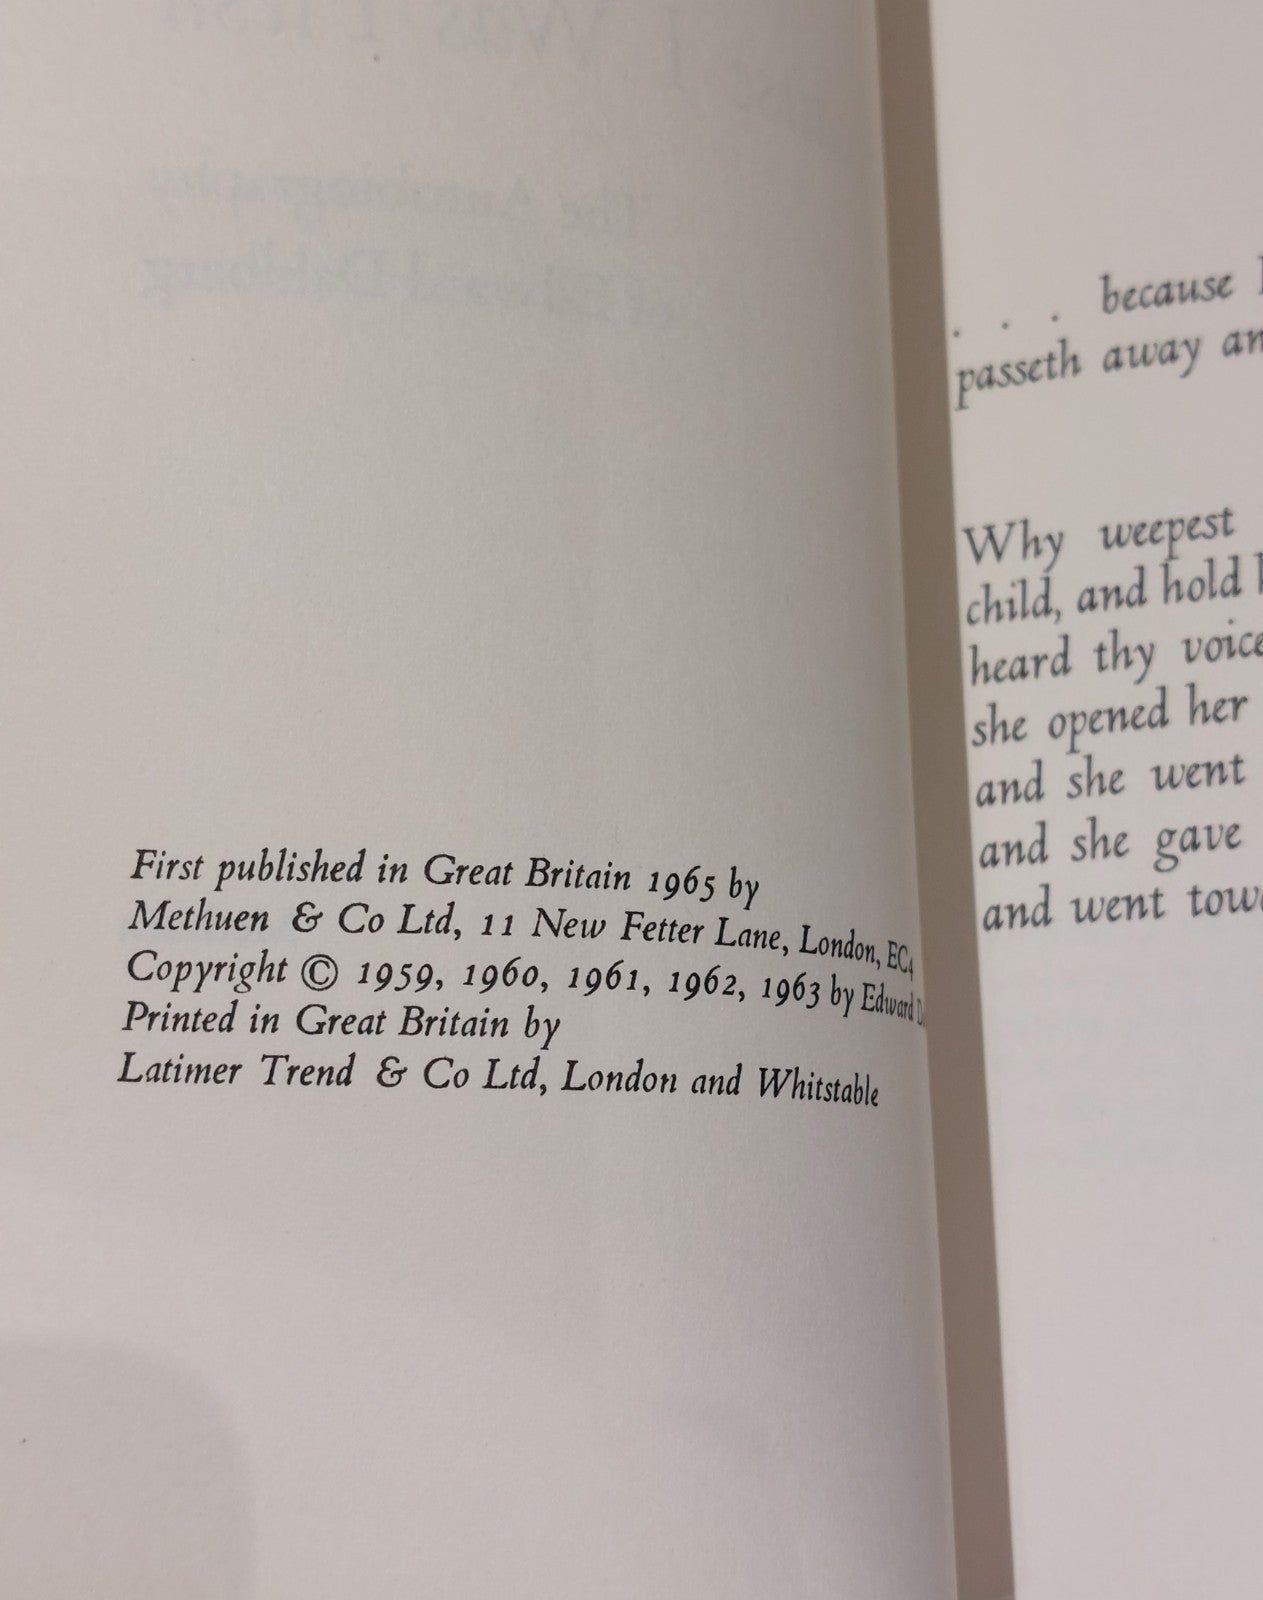 First published in Great Britain 1965 by
Methuen & Co Ltd, 11 New Fetter Lane, London, EC4
Copyright © 1959, 1960, 1961, 1962, 1963 by Edward
Printed in Great Britain by
Latimer Trend & Co Ltd, London and Whitstable
. . . because
passeth away
Why weepest
child, and hold
heard thy voice
she opened her
and she went
and she gave
and went